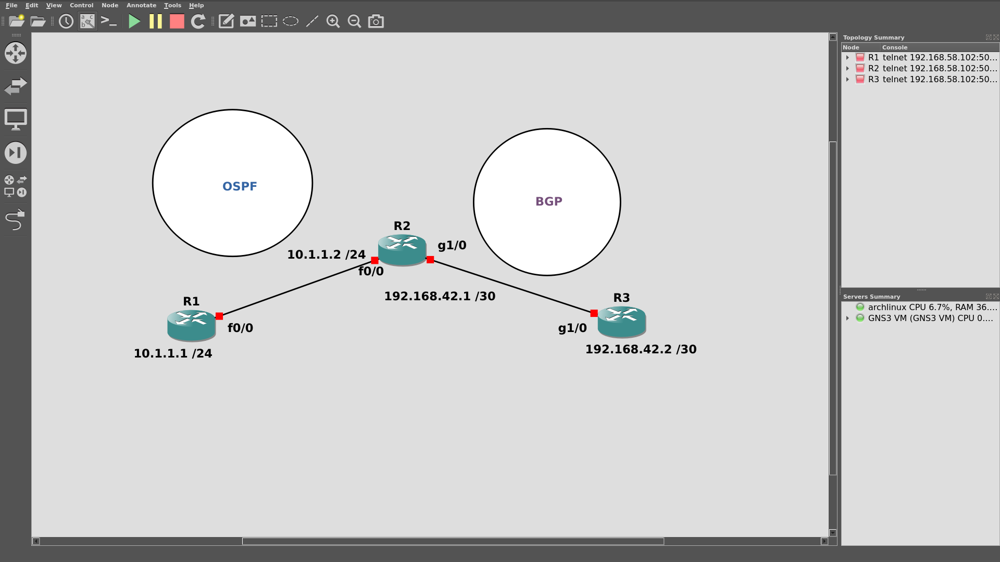 File Edit View Control Node Annotate Tools Help
Topology Summary
Node Console
R1 telnet 192.168.58.102:50...
R2 telnet 192.168.58.102:50...
R3 telnet 192.168.58.102:50...
OSPF
BGP
R2
g1/0
10.1.1.2 /24
f0/0
192.168.42.1 /30
R1
f0/0
10.1.1.1 /24
R3
g1/0
192.168.42.2 /30
Servers Summary
archlinux CPU 6.7%, RAM 36....
GNS3 VM (GNS3 VM) CPU 0....